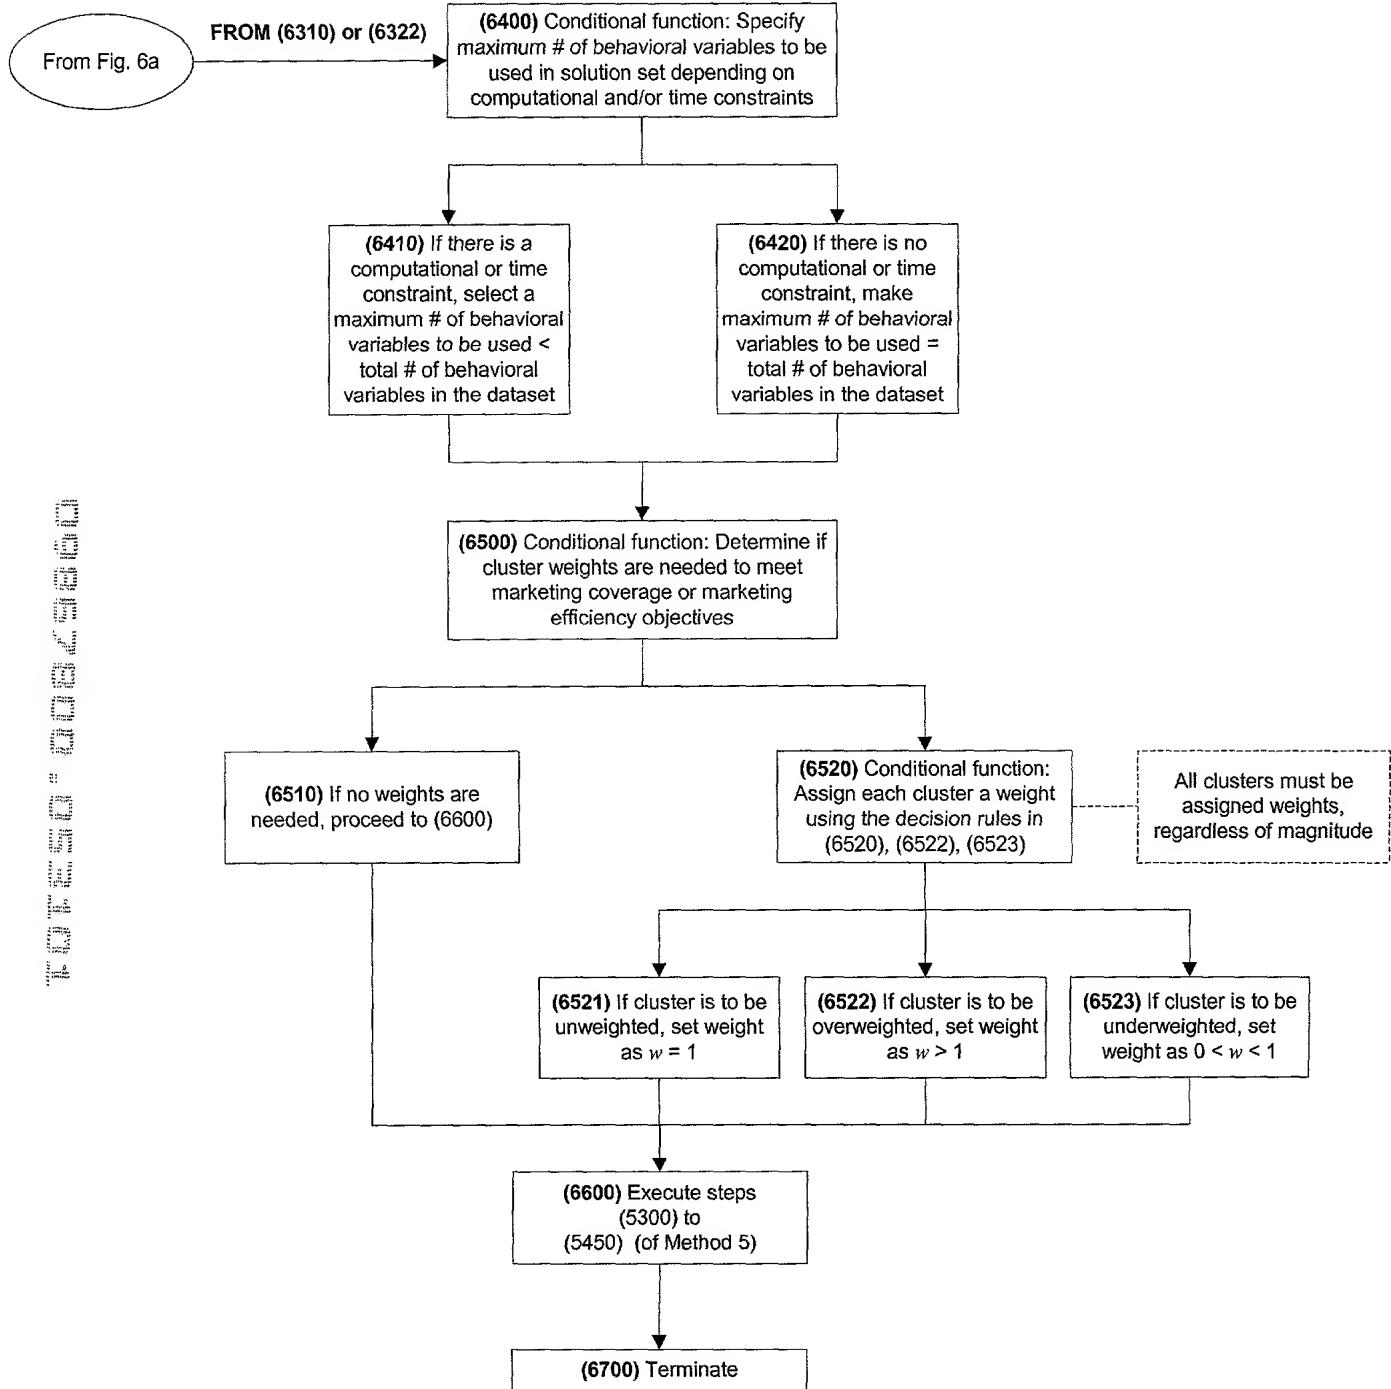 From Fig. 6a
FROM (6310) or (6322)
(6400) Conditional function: Specify
maximum # of behavioral variables to be
used in solution set depending on
computational and/or time constraints
(6410) If there is a
computational or time
constraint, select a
maximum # of behavioral
variables to be used <
total # of behavioral
variables in the dataset
(6420) If there is no
computational or time
constraint, make
maximum # of behavioral
variables to be used =
total # of behavioral
variables in the dataset
(6500) Conditional function: Determine if
cluster weights are needed to meet
marketing coverage or marketing
efficiency objectives
(6510) If no weights are
needed, proceed to (6600)
(6520) Conditional function:
Assign each cluster a weight
using the decision rules in
(6520), (6522), (6523)
All clusters must be
assigned weights,
regardless of magnitude
(6521) If cluster is to be
unweighted, set weight
as w = 1
(6522) If cluster is to be
overweighted, set weight
as w > 1
(6523) If cluster is to be
underweighted, set
weight as 0 < w < 1
(6600) Execute steps
(5300) to
(5450) (of Method 5)
(6700) Terminate